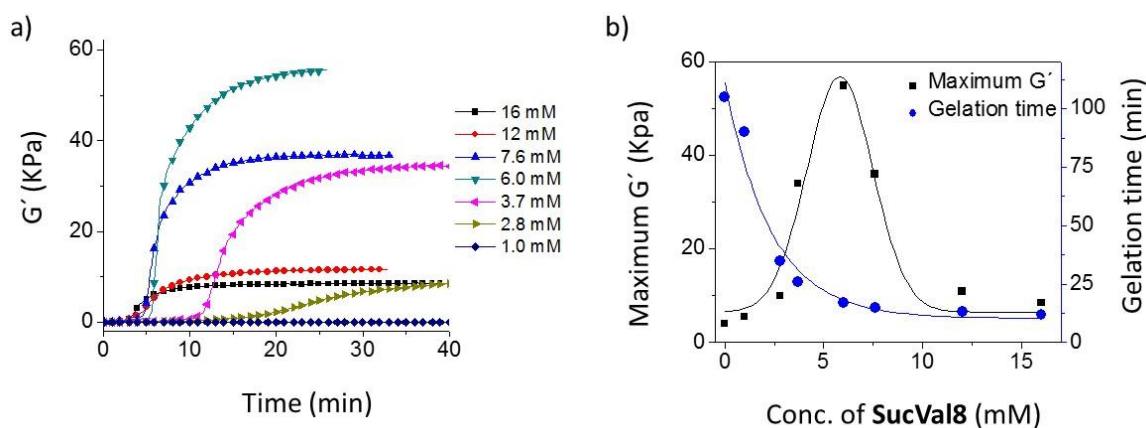 a)
G´ (KPa)
60
40
20
0
0
10
20
30
40
Time (min)
16 mM
12 mM
7.6 mM
6.0 mM
3.7 mM
2.8 mM
1.0 mM
b)
Maximum G´ (Kpa)
60
40
20
0
0
5
10
15
Conc. of SucVal8 (mM)
Maximum G´
Gelation time
100
75
50
25
0
Gelation time (min)